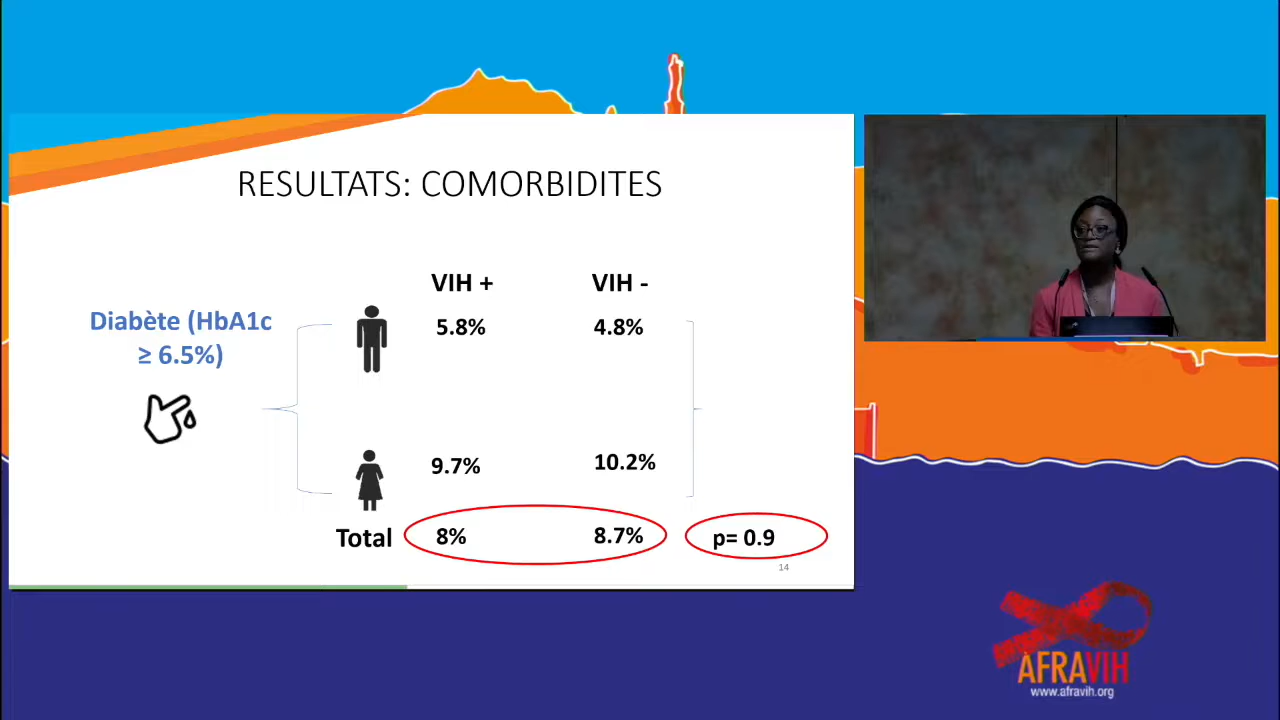 RESULTATS: COMORBIDITES
VIH +
VIH -
Diabète (HbA1c
≥ 6.5%)
5.8%
4.8%
9.7%
10.2%
Total
8%
8.7%
p= 0.9
14
AFRAVIH
www.afravih.org